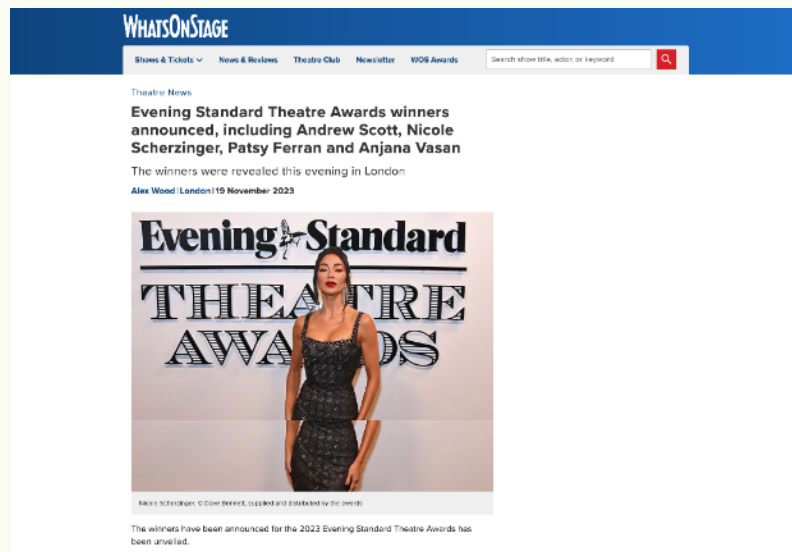 WHATSONSTAGE
Shows & Tickets News & Reviews Theatre Club Newsletter WOS Awards Search show title, actor, or keyword
Theatre News
Evening Standard Theatre Awards winners
announced, including Andrew Scott, Nicole
Scherzinger, Patsy Ferran and Anjana Vasan
The winners were revealed this evening in London
Alex Wood | London | 19 November 2023
Evening Standard
THEATRE
AWARDS
Nicole Scherzinger, © Dave Bennett, supplied and distributed by the awards
The winners have been announced for the 2023 Evening Standard Theatre Awards has
been unveiled.